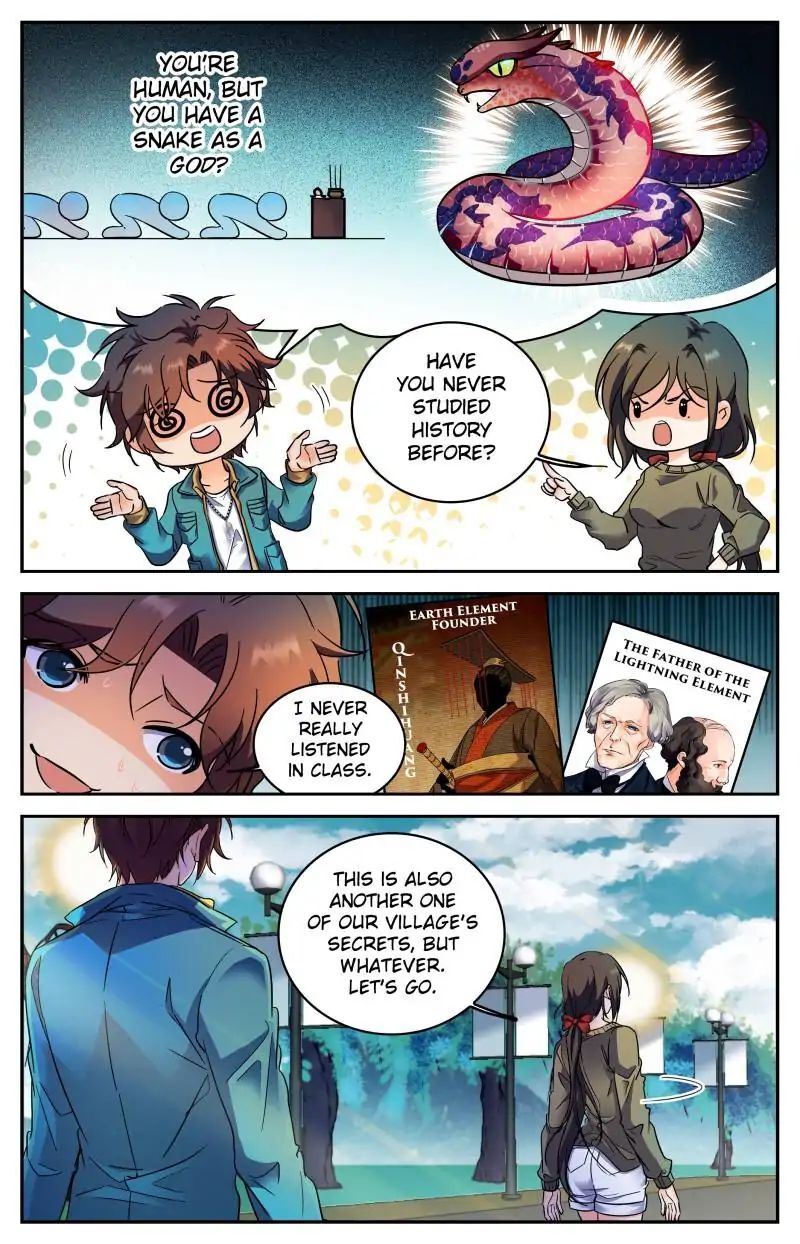 YOU'RE
HUMAN, BUT
YOU HAVE A
SNAKE AS A
GOD?
HAVE
YOU NEVER
STUDIED
HISTORY
BEFORE?
I NEVER
REALLY
LISTENED
IN CLASS.
EARTH ELEMENT
FOUNDER
QINSHIHUANG
THE FATHER OF THE
LIGHTNING ELEMENT
THIS IS ALSO
ANOTHER ONE
OF OUR VILLAGE'S
SECRETS, BUT
WHATEVER.
LET'S GO.